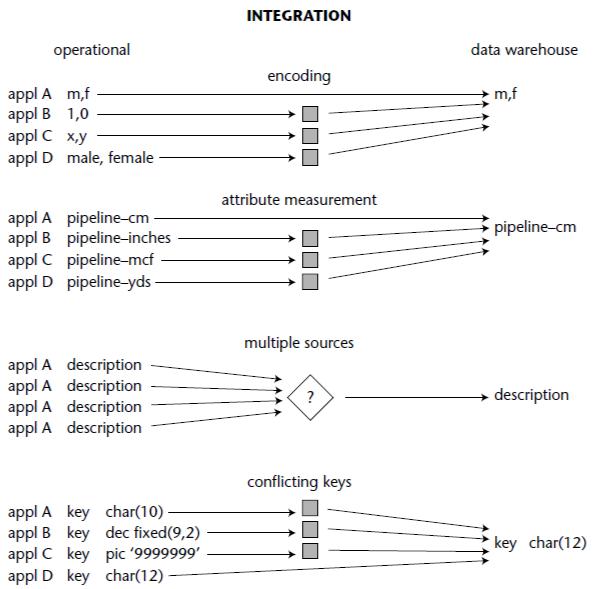 INTEGRATION
operational data warehouse
encoding
appl A m,f m,f
appl B 1,0
appl C x,y
appl D male, female
attribute measurement
appl A pipeline–cm
appl B pipeline–inches pipeline–cm
appl C pipeline–mcf
appl D pipeline–yds
multiple sources
appl A description
appl A description
? description
appl A description
appl A description
conflicting keys
appl A key char(10)
appl B key dec fixed(9,2)
key char(12)
appl C key pic ‘9999999’
appl D key char(12)